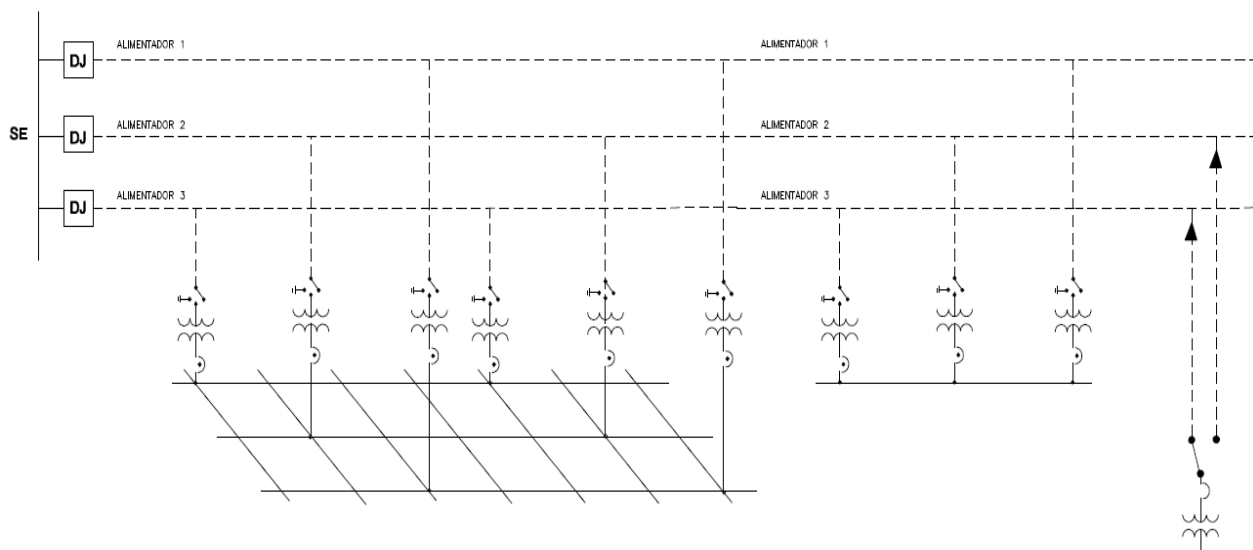 ALIMENTADOR 1 ALIMENTADOR 1
DJ
ALIMENTADOR 2 ALIMENTADOR 2
SE DJ
ALIMENTADOR 3 ALIMENTADOR 3
DJ